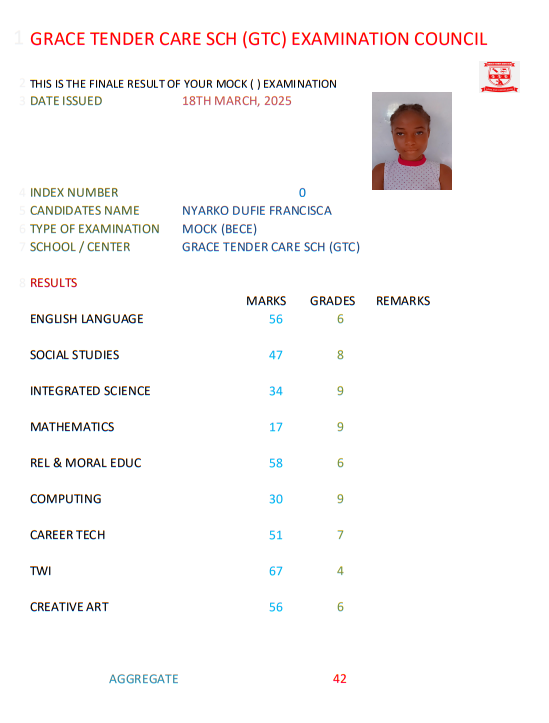 1 GRACE TENDER CARE SCH (GTC) EXAMINATION COUNCIL
2 THIS IS THE FINALE RESULT OF YOUR MOCK ( ) EXAMINATION
3 DATE ISSUED 18TH MARCH, 2025
4 INDEX NUMBER 0
5 CANDIDATES NAME NYARKO DUFIE FRANCISCA
6 TYPE OF EXAMINATION MOCK (BECE)
7 SCHOOL / CENTER GRACE TENDER CARE SCH (GTC)
8 RESULTS
MARKS GRADES REMARKS
ENGLISH LANGUAGE 56 6
SOCIAL STUDIES 47 8
INTEGRATED SCIENCE 34 9
MATHEMATICS 17 9
REL & MORAL EDUC 58 6
COMPUTING 30 9
CAREER TECH 51 7
TWI 67 4
CREATIVE ART 56 6
AGGREGATE 42